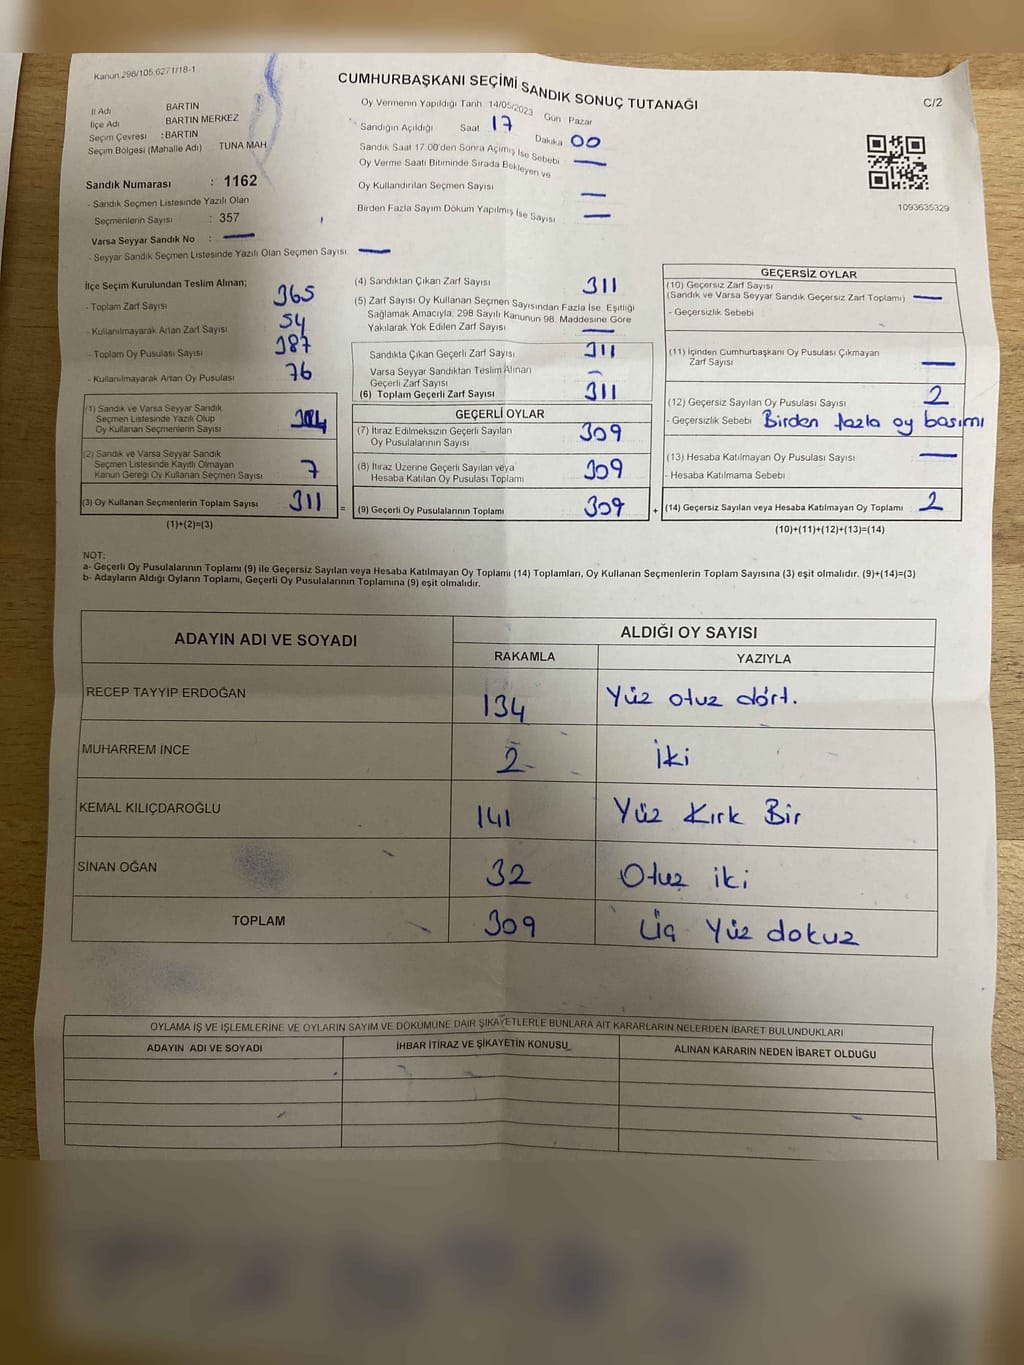 Kanun 298/105 6271/18-1
CUMHURBAŞKANI SEÇİMİ SANDIK SONUÇ TUTANAĞI
C/2
İl Adı BARTIN
İlçe Adı BARTIN MERKEZ
Seçim Çevresi : BARTIN
Seçim Bölgesi (Mahalle Adı) TUNA MAH
Sandık Numarası : 1162
- Sandık Seçmen Listesinde Yazılı Olan
Seçmenlerin Sayısı : 357
Varsa Seyyar Sandık No : —
- Seyyar Sandık Seçmen Listesinde Yazılı Olan Seçmen Sayısı —
Oy Vermenin Yapıldığı Tarih 14/05/2023 Gün Pazar
Sandığın Açıldığı Saat 17 Dakika 00
Sandık Saat 17.00'den Sonra Açımış İse Sebebi —
Oy Verme Saati Bitiminde Sırada Bekleyen ve
Oy Kullandırılan Seçmen Sayısı —
Birden Fazla Sayım Döküm Yapılmış İse Sayısı —
1093635329
İlçe Seçim Kurulundan Teslim Alınan;
- Toplam Zarf Sayısı 365
- Kullanılmayarak Artan Zarf Sayısı 54
- Toplam Oy Pusulası Sayısı 387
- Kullanılmayarak Artan Oy Pusulası 76
(1) Sandık ve Varsa Seyyar Sandık
Seçmen Listesinde Yazılı Olup
Oy Kullanan Seçmenlerin Sayısı
(2) Sandık ve Varsa Seyyar Sandık
Seçmen Listesinde Kayıtlı Olmayan
Kanun Gereği Oy Kullanan Seçmen Sayısı 7
(3) Oy Kullanan Seçmenlerin Toplam Sayısı 311 =
(1)+(2)=(3)
(4) Sandıktan Çıkan Zarf Sayısı 311
(5) Zarf Sayısı Oy Kullanan Seçmen Sayısından Fazla İse, Eşitliği
Sağlamak Amacıyla; 298 Sayılı Kanunun 98. Maddesine Göre
Yakılarak Yok Edilen Zarf Sayısı —
Sandıkta Çıkan Geçerli Zarf Sayısı 311
Varsa Seyyar Sandıktan Teslim Alınan
Geçerli Zarf Sayısı —
(6) Toplam Geçerli Zarf Sayısı 311
GEÇERLİ OYLAR
(7) İtiraz Edilmeksizin Geçerli Sayılan
Oy Pusulalarının Sayısı 309
(8) İtiraz Üzerine Geçerli Sayılan veya
Hesaba Katılan Oy Pusulası Toplamı 309
(9) Geçerli Oy Pusulalarının Toplamı 309 +
GEÇERSİZ OYLAR
(10) Geçersiz Zarf Sayısı
(Sandık ve Varsa Seyyar Sandık Geçersiz Zarf Toplamı) —
- Geçersizlik Sebebi
(11) İçinden Cumhurbaşkanı Oy Pusulası Çıkmayan
Zarf Sayısı —
(12) Geçersiz Sayılan Oy Pusulası Sayısı 2
- Geçersizlik Sebebi Birden fazla oy basımı
(13) Hesaba Katılmayan Oy Pusulası Sayısı —
- Hesaba Katılmama Sebebi
(14) Geçersiz Sayılan veya Hesaba Katılmayan Oy Toplamı 2
(10)+(11)+(12)+(13)=(14)
NOT:
a- Geçerli Oy Pusulalarının Toplamı (9) ile Geçersiz Sayılan veya Hesaba Katılmayan Oy Toplamı (14) Toplamları, Oy Kullanan Seçmenlerin Toplam Sayısına (3) eşit olmalıdır. (9)+(14)=(3)
b- Adayların Aldığı Oyların Toplamı, Geçerli Oy Pusulalarının Toplamına (9) eşit olmalıdır.
ADAYIN ADI VE SOYADI ALDIĞI OY SAYISI
RAKAMLA YAZIYLA
RECEP TAYYIP ERDOĞAN 134 Yüz otuz dört.
MUHARREM İNCE 2 İki
KEMAL KILIÇDAROĞLU 141 Yüz Kırk Bir
SİNAN OĞAN 32 Otuz iki
TOPLAM 309 Üç Yüz dokuz
OYLAMA İŞ VE İŞLEMLERİNE VE OYLARIN SAYIM VE DÖKÜMÜNE DAİR ŞİKAYETLERLE BUNLARA AİT KARARLARIN NELERDEN İBARET BULUNDUKLARI
ADAYIN ADI VE SOYADI İHBAR İTİRAZ VE ŞİKAYETİN KONUSU ALINAN KARARIN NEDEN İBARET OLDUĞU